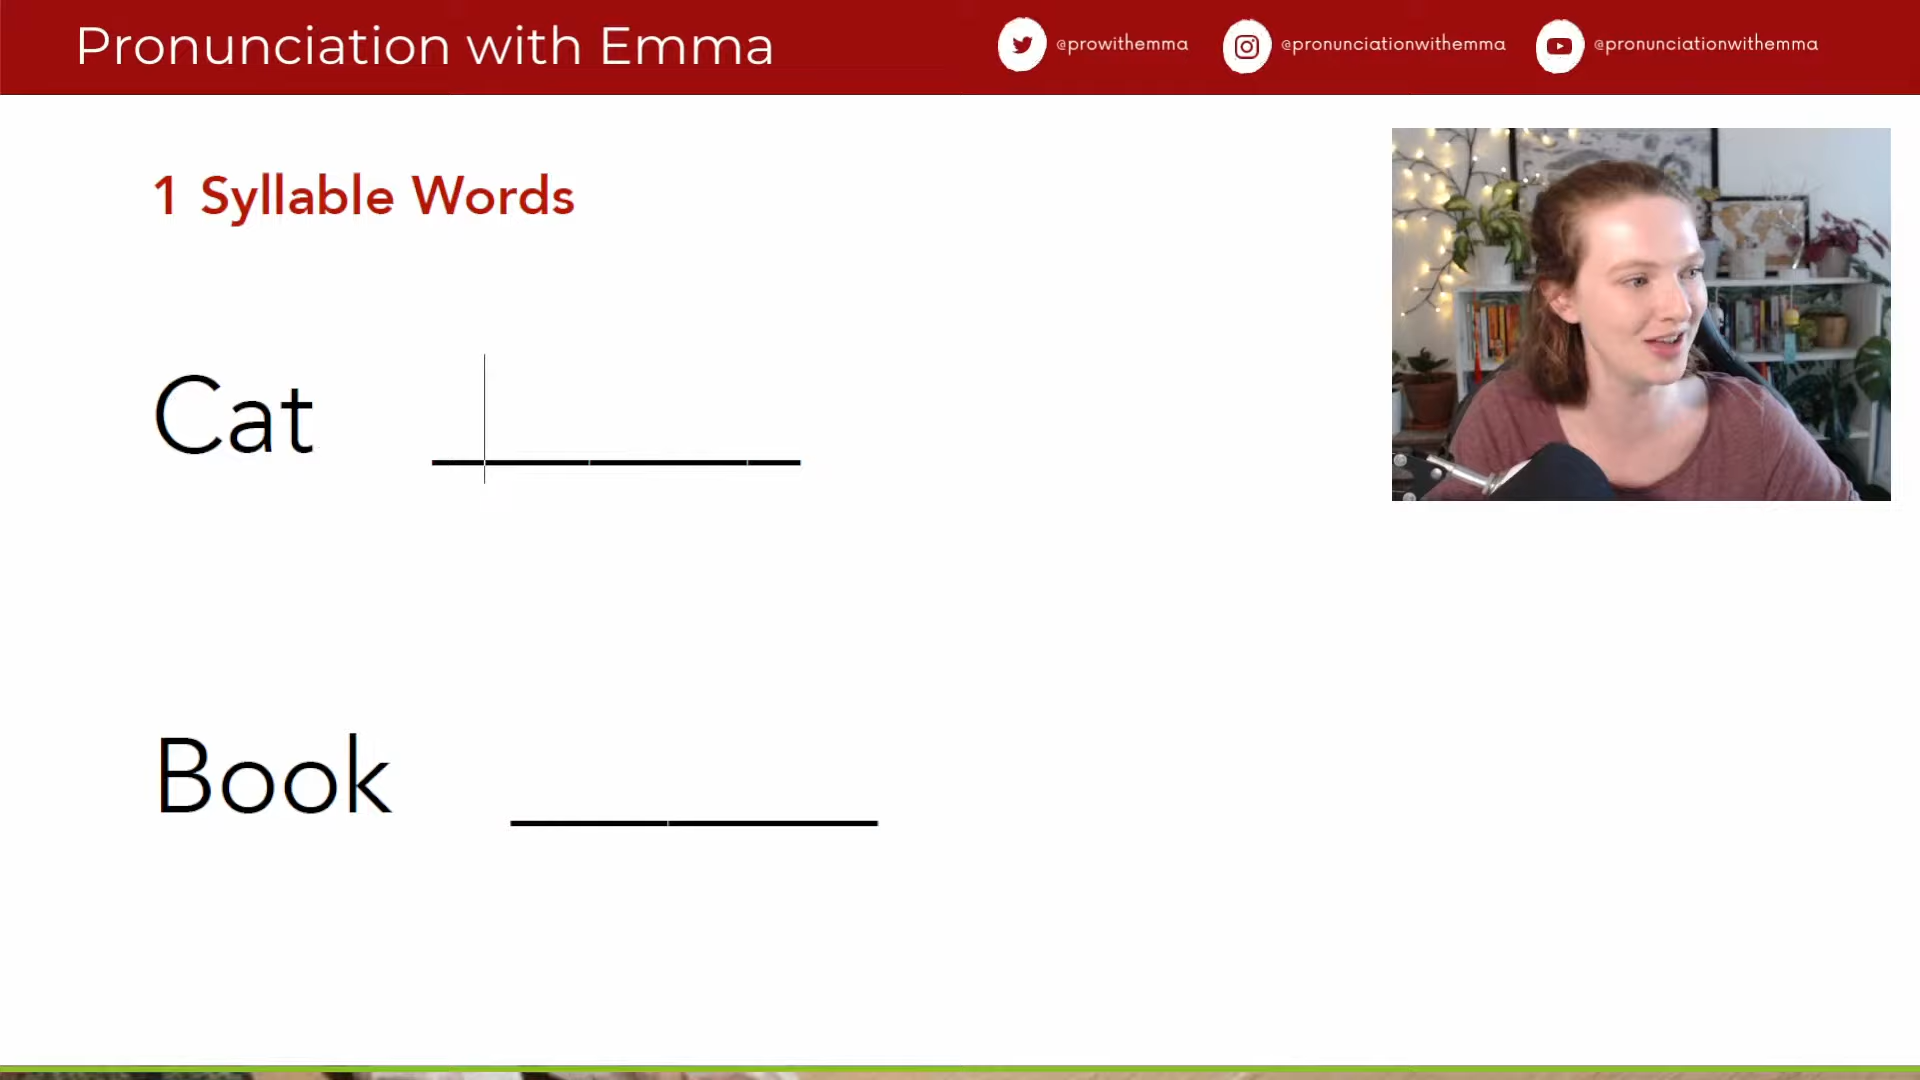 Pronunciation with Emma
@prowithemma
@pronunciationwithemma
@pronunciationwithemma
1 Syllable Words
Cat
Book